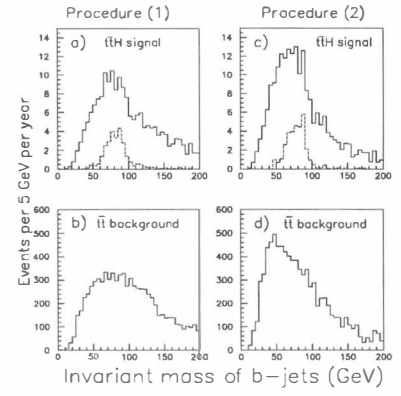 Procedure (1) Procedure (2)
Events per 5 GeV per year
a) tt̄H signal
14
12
10
8
6
4
2
0
0 50 100 150 200
c) tt̄H signal
14
12
10
8
6
4
2
0
0 50 100 150 200
b) tt̄ background
600
500
400
300
200
100
0
0 50 100 150 200
d) tt̄ background
600
500
400
300
200
100
0
0 50 100 150 200
Invariant mass of b-jets (GeV)